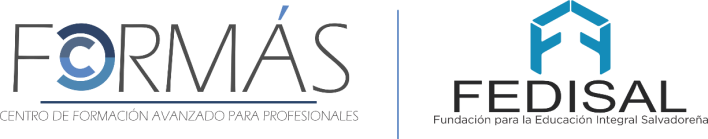 FORMÁS
CENTRO DE FORMACIÓN AVANZADO PARA PROFESIONALES
FEDISAL
Fundación para la Educación Integral Salvadoreña